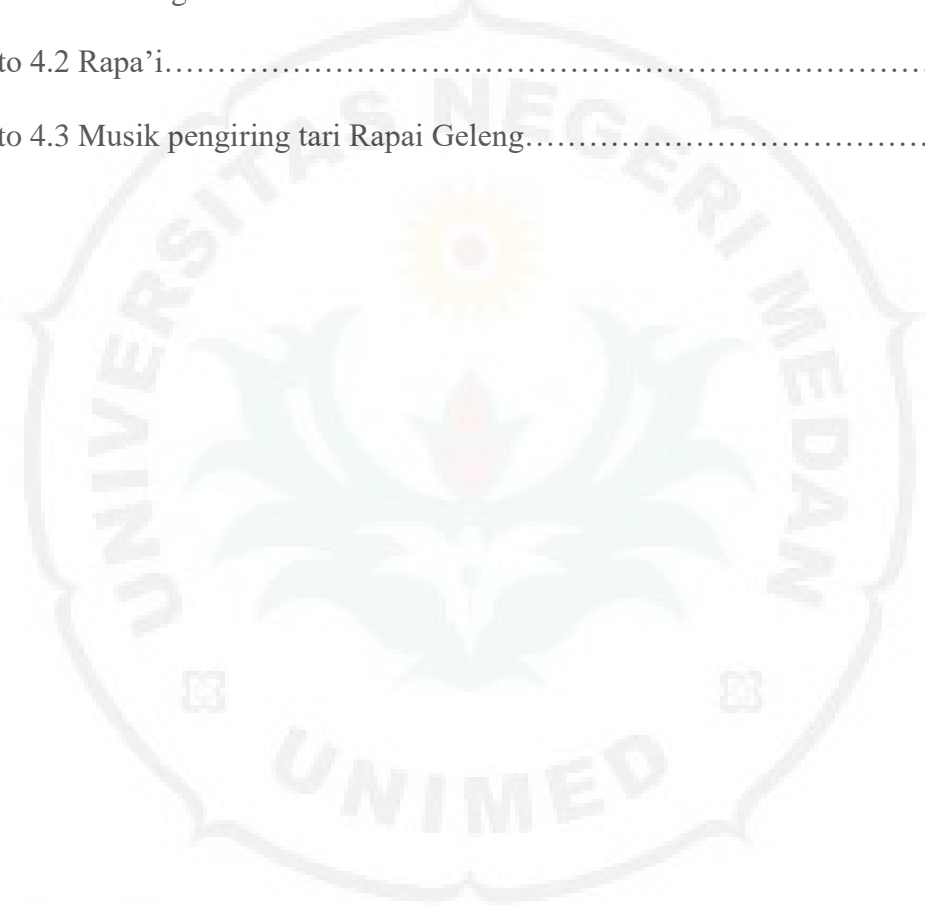 to 4.2 Rapa’i……………………………………………………………………
to 4.3 Musik pengiring tari Rapai Geleng…………………………………
UNIVERSITAS NEGERI MEDAN
UNIMED